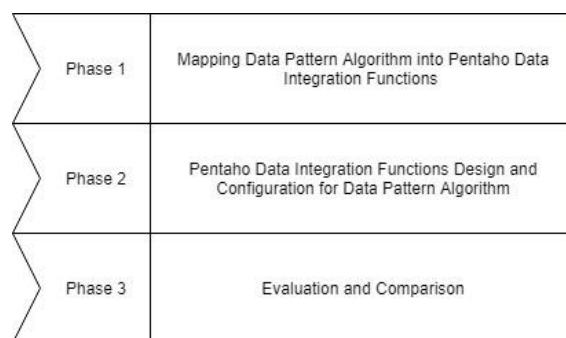 Phase 1
Mapping Data Pattern Algorithm into Pentaho Data
Integration Functions
Phase 2
Pentaho Data Integration Functions Design and
Configuration for Data Pattern Algorithm
Phase 3
Evaluation and Comparison